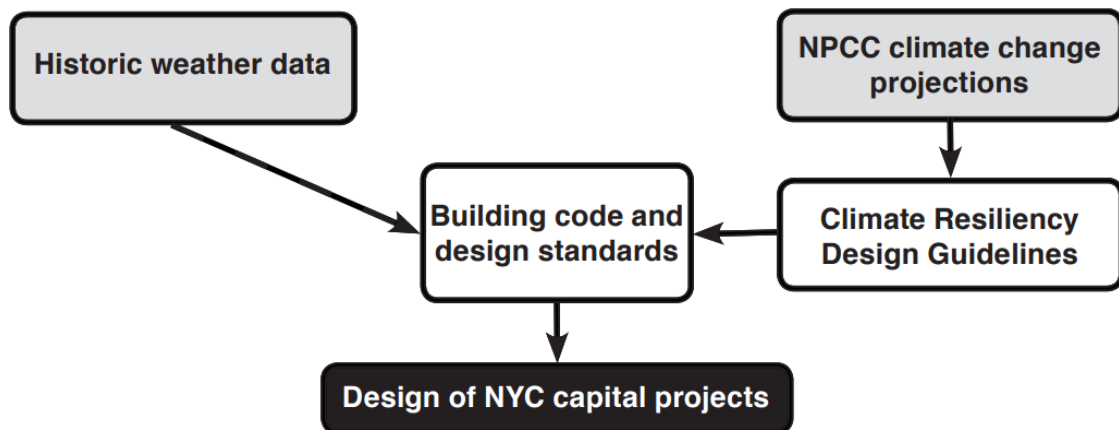 Historic weather data
NPCC climate change
projections
Building code and
design standards
Climate Resiliency
Design Guidelines
Design of NYC capital projects